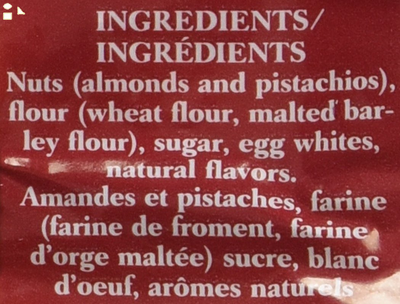 INGREDIENTS/
INGRÉDIENTS
Nuts (almonds and pistachios),
flour (wheat flour, malted bar-
ley flour), sugar, egg whites,
natural flavors.
Amandes et pistaches, farine
(farine de froment, farine
d'orge maltée) sucre, blanc
d'oeuf, arômes naturels